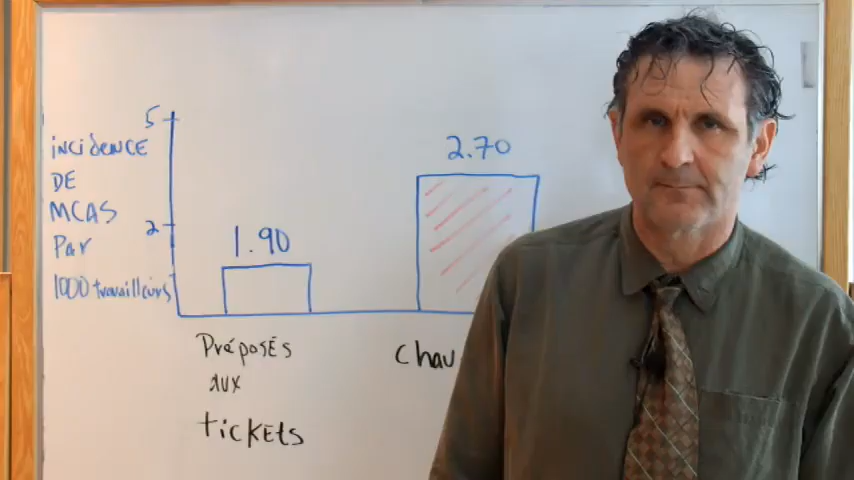 5
incidENCE
DE
MCAS
Par
1000 travailleurs
2
1.90
2.70
Préposés
aux
tickets
Chau